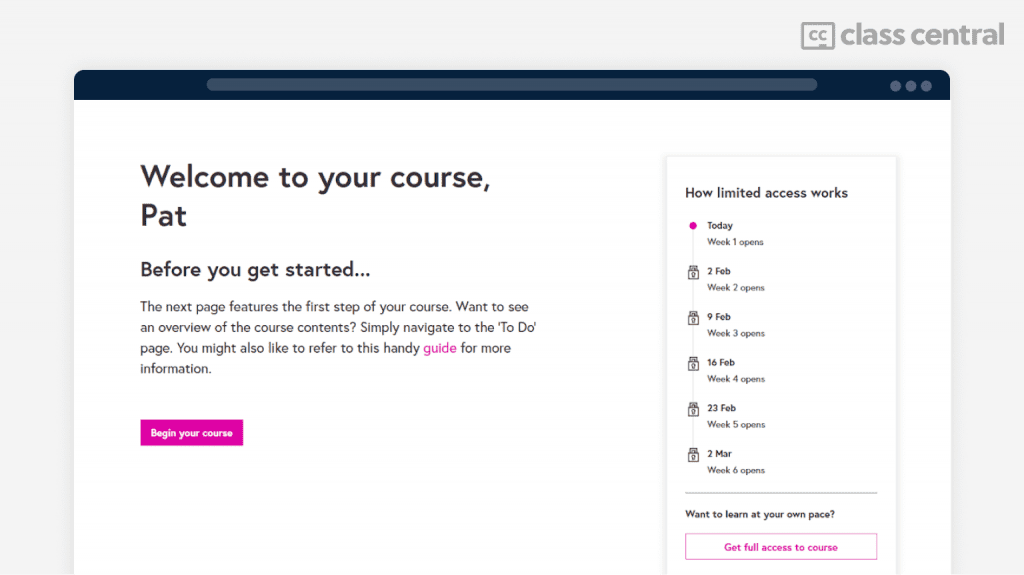 cc class central
Welcome to your course,
Pat
Before you get started...
The next page features the first step of your course. Want to see
an overview of the course contents? Simply navigate to the 'To Do'
page. You might also like to refer to this handy guide for more
information.
Begin your course
How limited access works
Today
Week 1 opens
2 Feb
Week 2 opens
9 Feb
Week 3 opens
16 Feb
Week 4 opens
23 Feb
Week 5 opens
2 Mar
Week 6 opens
Want to learn at your own pace?
Get full access to course